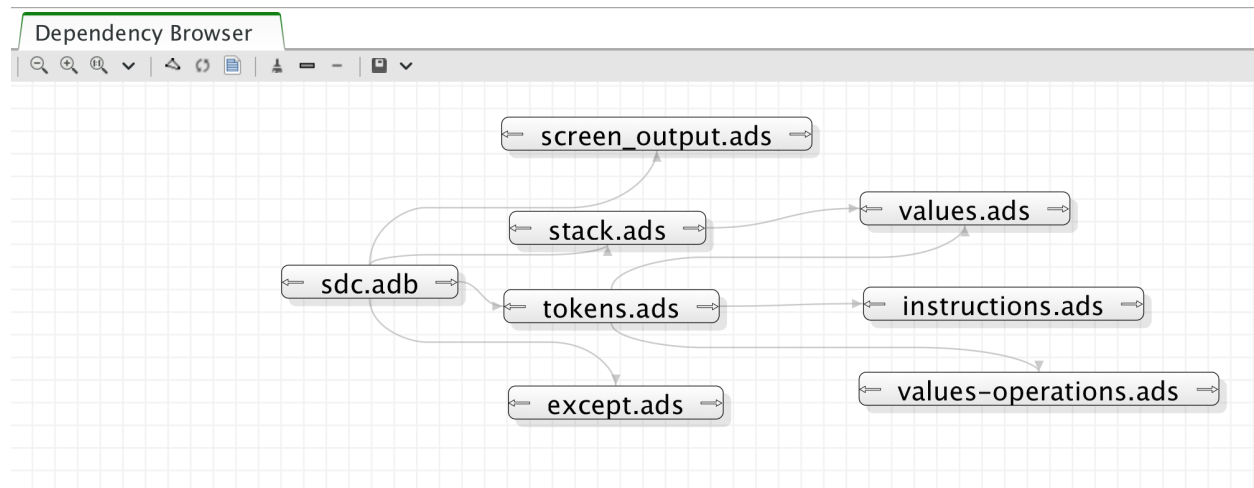 Dependency Browser
screen_output.ads
values.ads
stack.ads
sdc.adb
tokens.ads
instructions.ads
values-operations.ads
except.ads